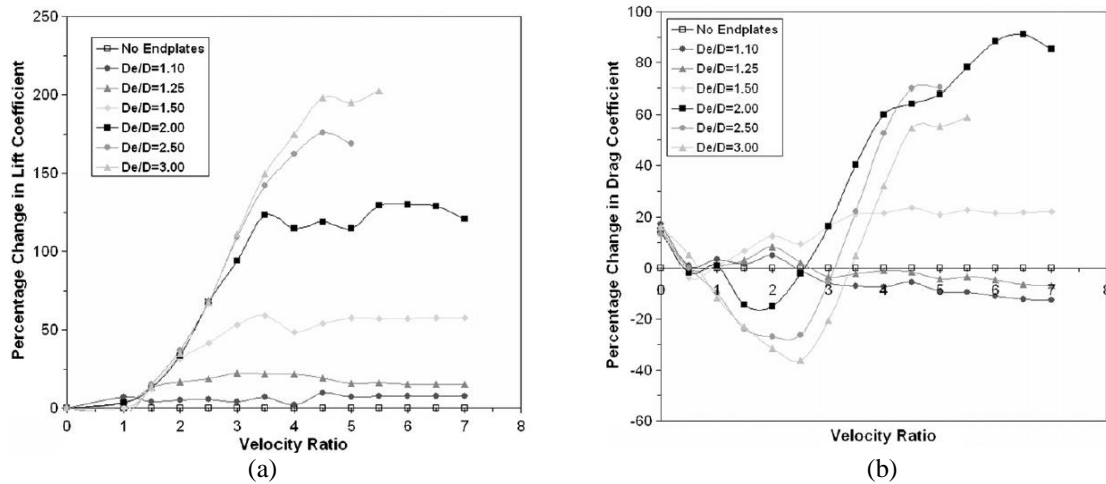 250
200
150
100
50
0
Percentage Change in Lift Coefficient
No Endplates
De/D=1.10
De/D=1.25
De/D=1.50
De/D=2.00
De/D=2.50
De/D=3.00
0 1 2 3 4 5 6 7 8
Velocity Ratio
(a)
100
80
60
40
20
0
-20
-40
-60
Percentage Change in Drag Coefficient
No Endplates
De/D=1.10
De/D=1.25
De/D=1.50
De/D=2.00
De/D=2.50
De/D=3.00
0 1 2 3 4 5 6 7 8
Velocity Ratio
(b)